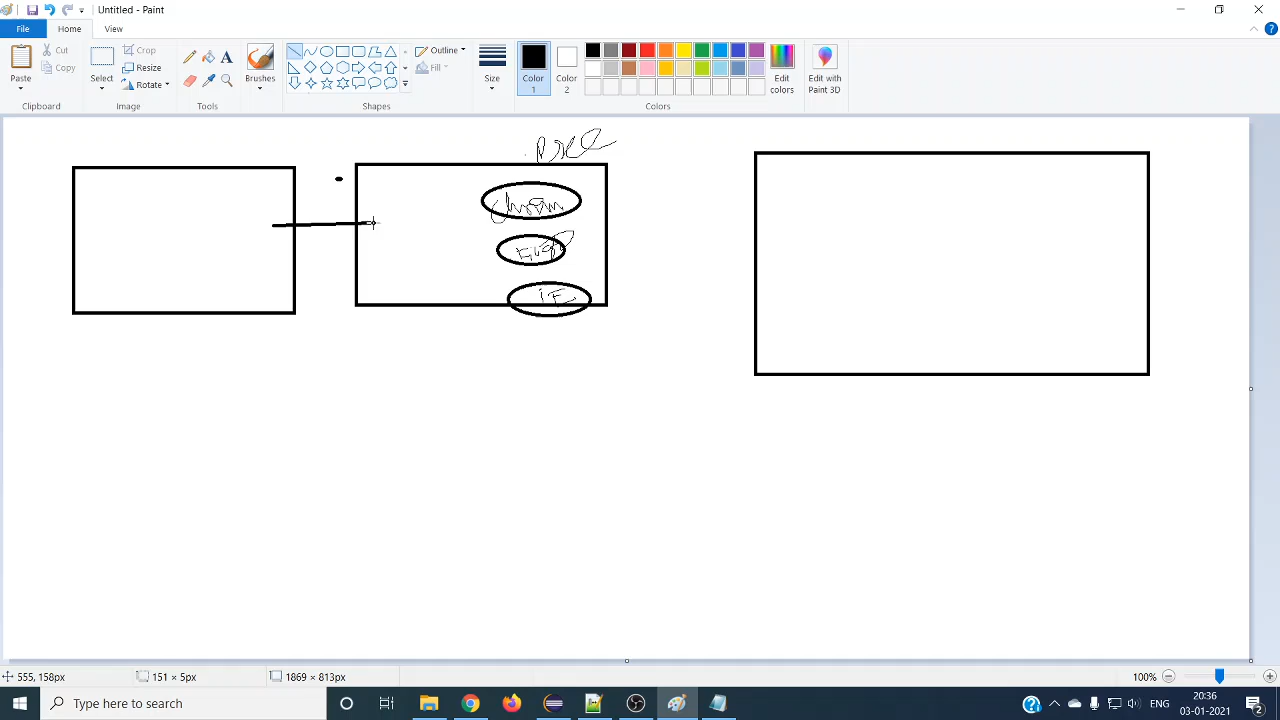 Untitled - Paint
File Home View
Paste
Cut
Copy
Clipboard
Select
Crop
Resize
Rotate
Image
Tools
Brushes
Shapes
Outline
Fill
Size
Color 1
Color 2
Colors
Edit colors
Edit with Paint 3D
IE
555, 158px 151 × 5px 1869 × 813px 100%
Type here to search
ENG
20:36
03-01-2021
2